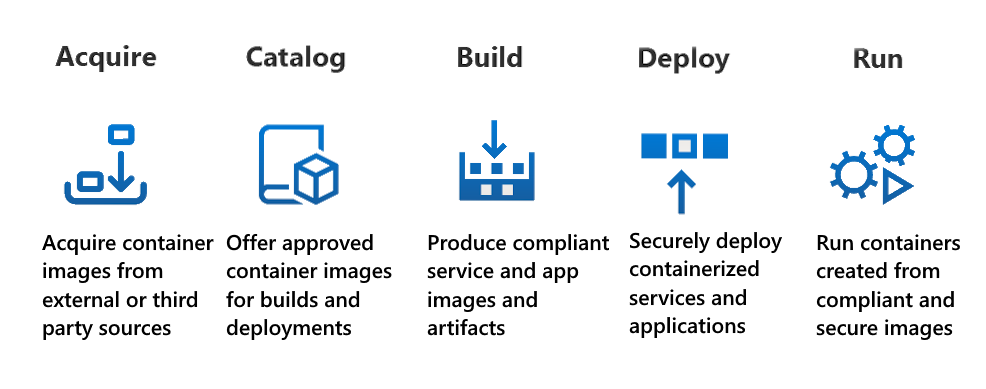 Acquire
Catalog
Build
Deploy
Run
Acquire container
images from
external or third
party sources
Offer approved
container images
for builds and
deployments
Produce compliant
service and app
images and
artifacts
Securely deploy
containerized
services and
applications
Run containers
created from
compliant and
secure images